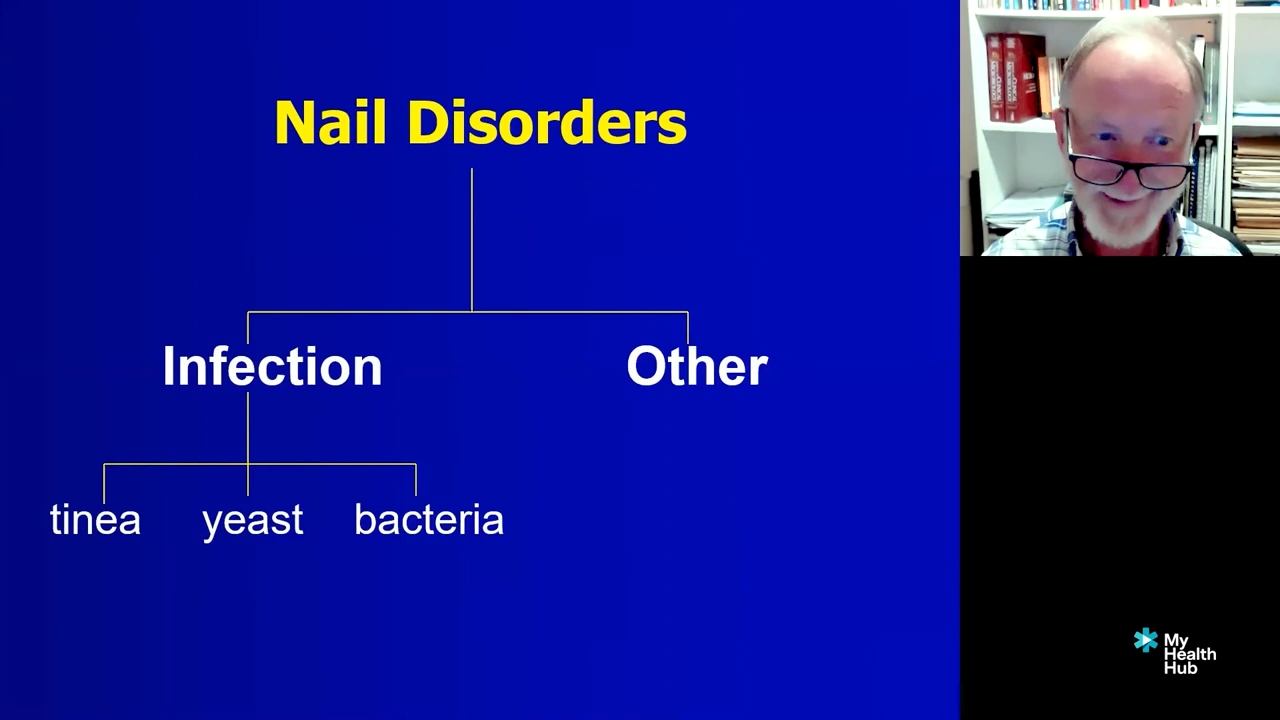 Nail Disorders
Infection
Other
tinea
yeast
bacteria
My
Health
Hub